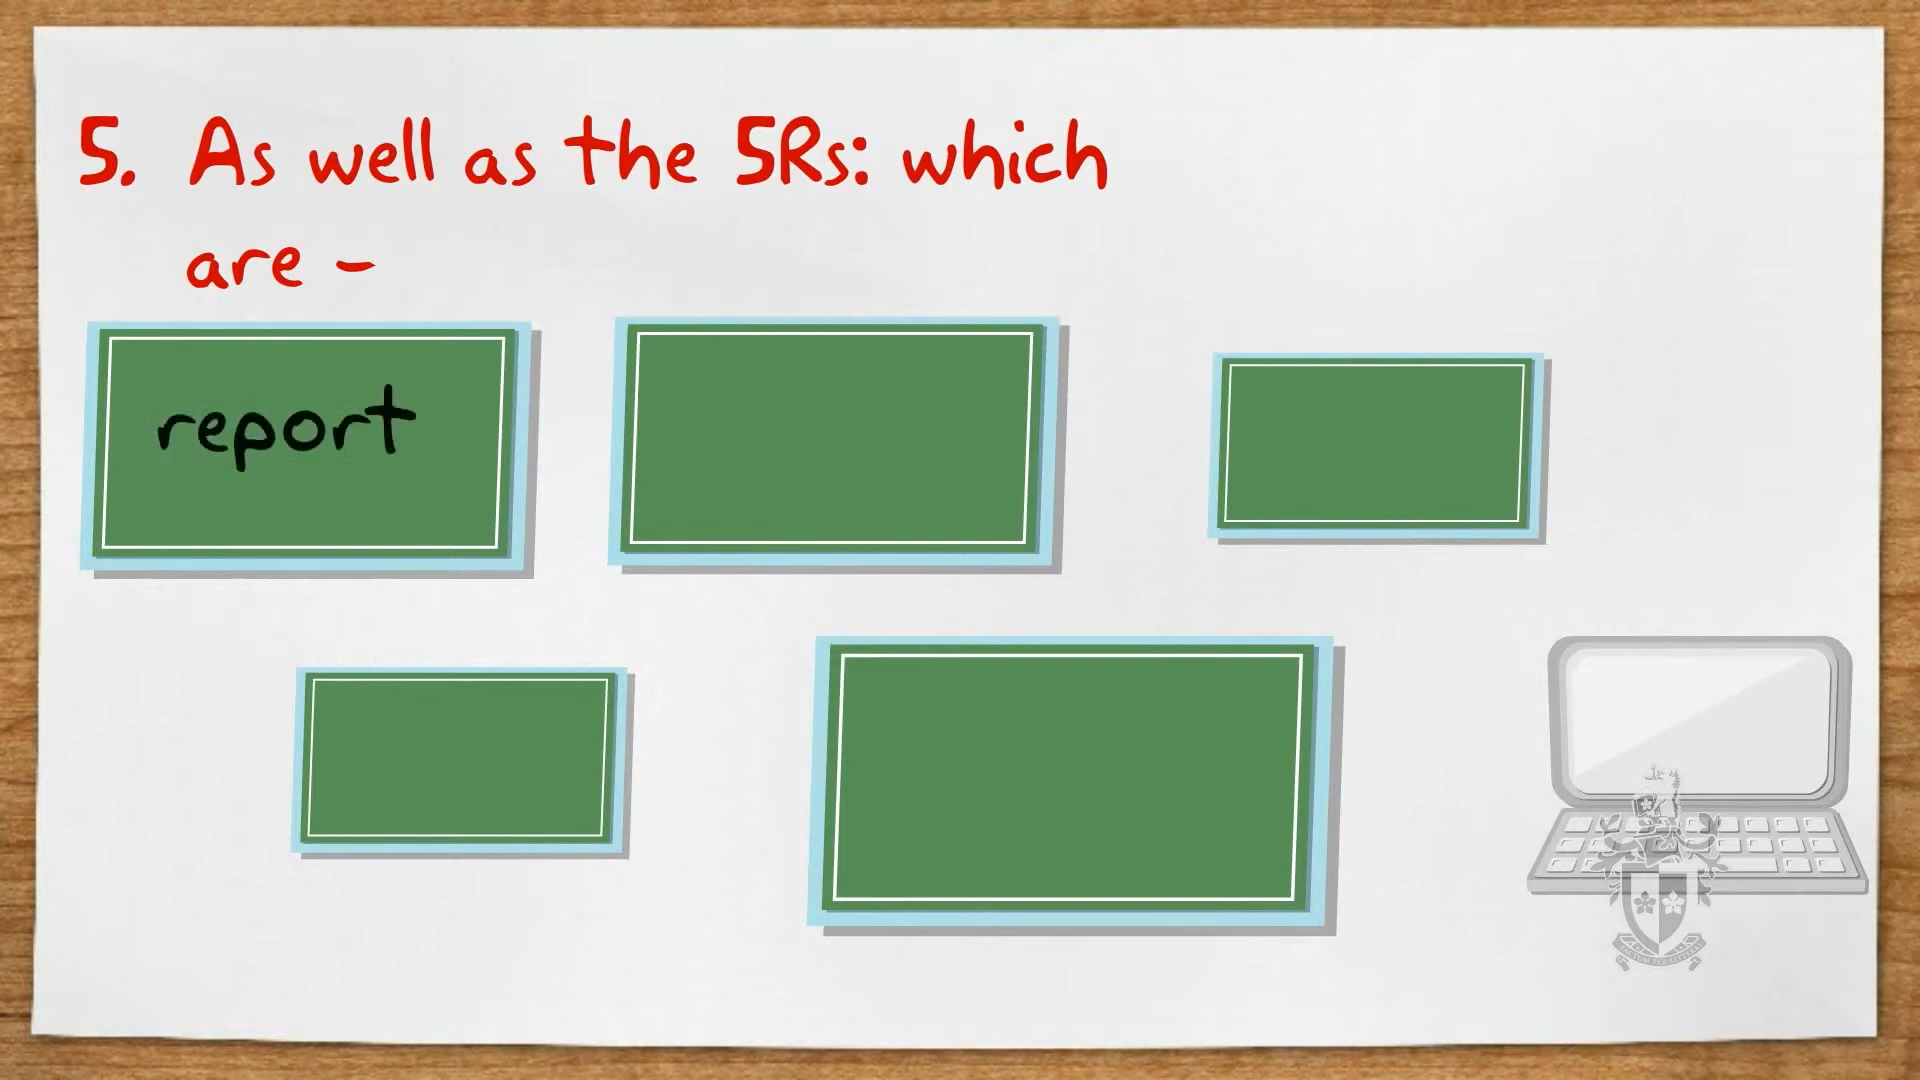 5. As well as the 5Rs: which
are -
report